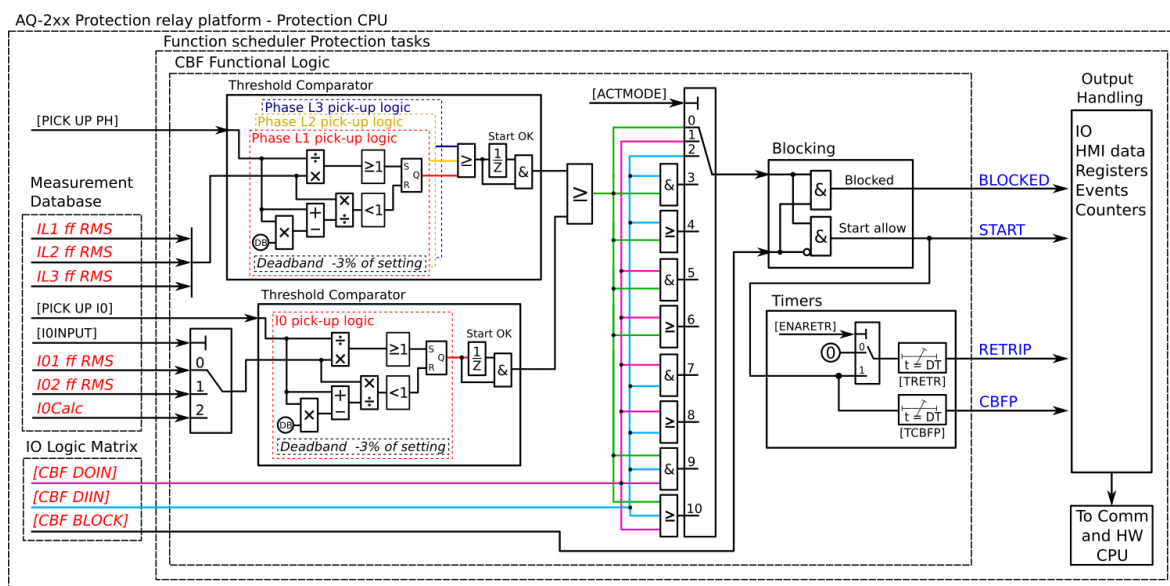 AQ-2xx Protection relay platform - Protection CPU
Function scheduler Protection tasks
CBF Functional Logic
Threshold Comparator
Phase L3 pick-up logic
Phase L2 pick-up logic
Phase L1 pick-up logic
[PICK UP PH]
÷
×
≥1
S
R
Q
≥
Start OK
1
Z
&
×
÷
<1
+
−
×
DB
Deadband -3% of setting
Measurement
Database
IL1 ff RMS
IL2 ff RMS
IL3 ff RMS
[PICK UP I0]
[I0INPUT]
I01 ff RMS
I02 ff RMS
I0Calc
0
1
2
Threshold Comparator
I0 pick-up logic
÷
×
≥1
S
R
Q
Start OK
1
Z
&
×
÷
<1
+
−
×
DB
Deadband -3% of setting
IO Logic Matrix
[CBF DOIN]
[CBF DIIN]
[CBF BLOCK]
≥
[ACTMODE]
0
1
2
& 3
≥ 4
& 5
≥ 6
& 7
≥ 8
& 9
≥ 10
Blocking
& Blocked
& Start allow
BLOCKED
START
Timers
[ENARETR]
0
0
1
t = DT
[TRETR]
t = DT
[TCBFP]
RETRIP
CBFP
Output
Handling
IO
HMI data
Registers
Events
Counters
To Comm
and HW
CPU